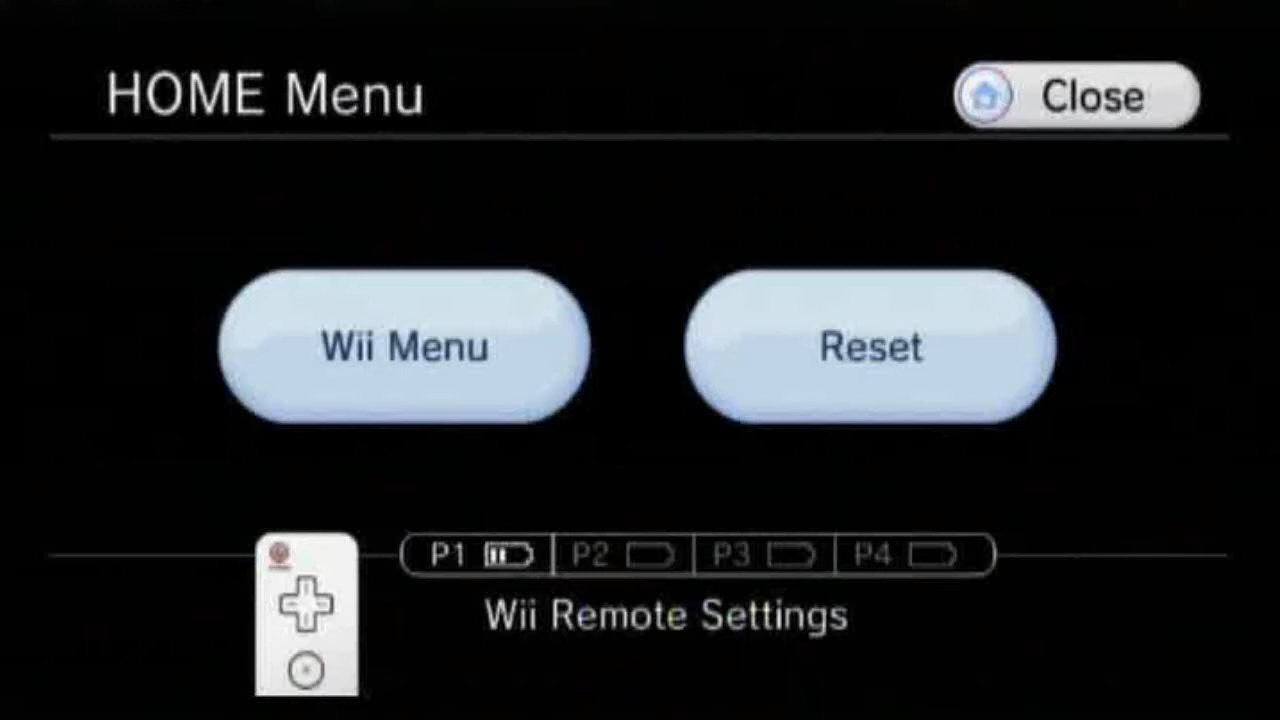 HOME Menu
Close
Wii Menu
Reset
P1 P2 P3 P4
Wii Remote Settings